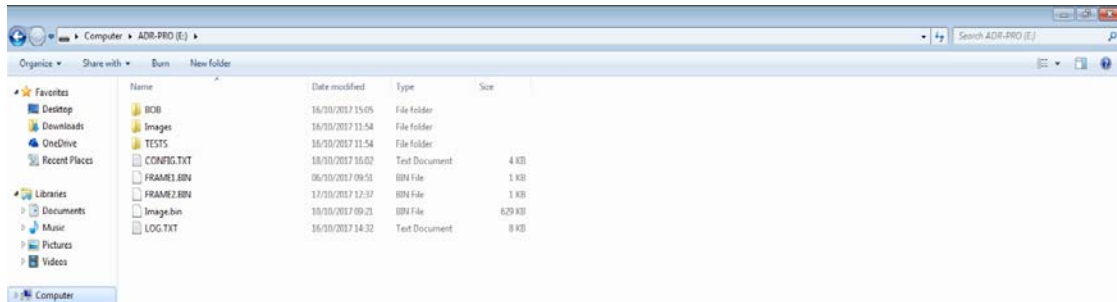 Computer ▸ ADR-PRO (E:) ▸
Search ADR-PRO (E:)
Organize Share with Burn New folder
Favorites
Desktop
Downloads
OneDrive
Recent Places
Libraries
Documents
Music
Pictures
Videos
Computer
Name Date modified Type Size
BOB 16/10/2017 15:05 File folder
Images 16/10/2017 11:54 File folder
TESTS 16/10/2017 11:54 File folder
CONFIG.TXT 18/10/2017 16:02 Text Document 4 KB
FRAME1.BIN 06/10/2017 09:51 BIN File 1 KB
FRAME2.BIN 17/10/2017 12:37 BIN File 1 KB
Image.bin 18/10/2017 09:21 BIN File 629 KB
LOG.TXT 16/10/2017 14:32 Text Document 8 KB